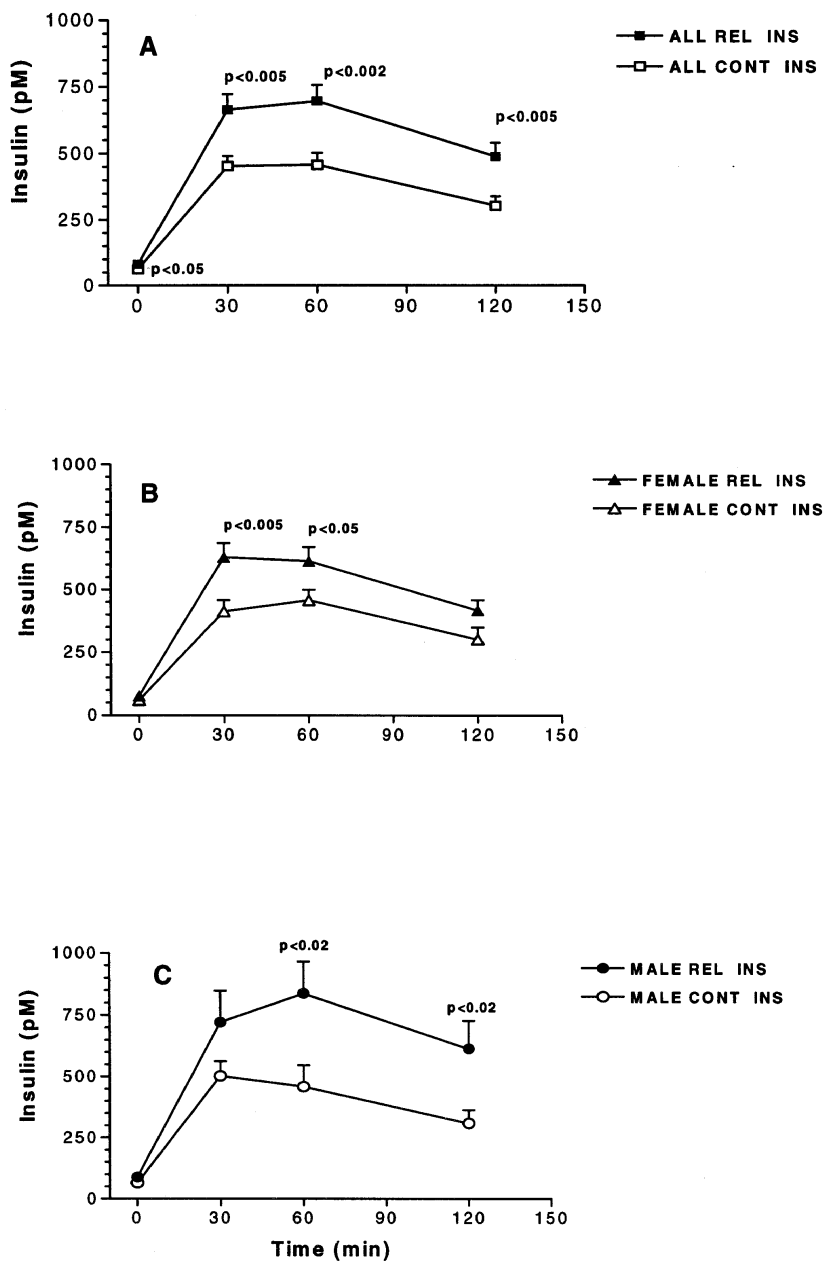 A
ALL REL INS
ALL CONT INS
Insulin (pM)
1000
750
500
250
0
p<0.005
p<0.002
p<0.005
p<0.05
0 30 60 90 120 150
B
FEMALE REL INS
FEMALE CONT INS
Insulin (pM)
1000
750
500
250
0
p<0.005
p<0.05
0 30 60 90 120 150
C
MALE REL INS
MALE CONT INS
Insulin (pM)
1000
750
500
250
0
p<0.02
p<0.02
0 30 60 90 120 150
Time (min)